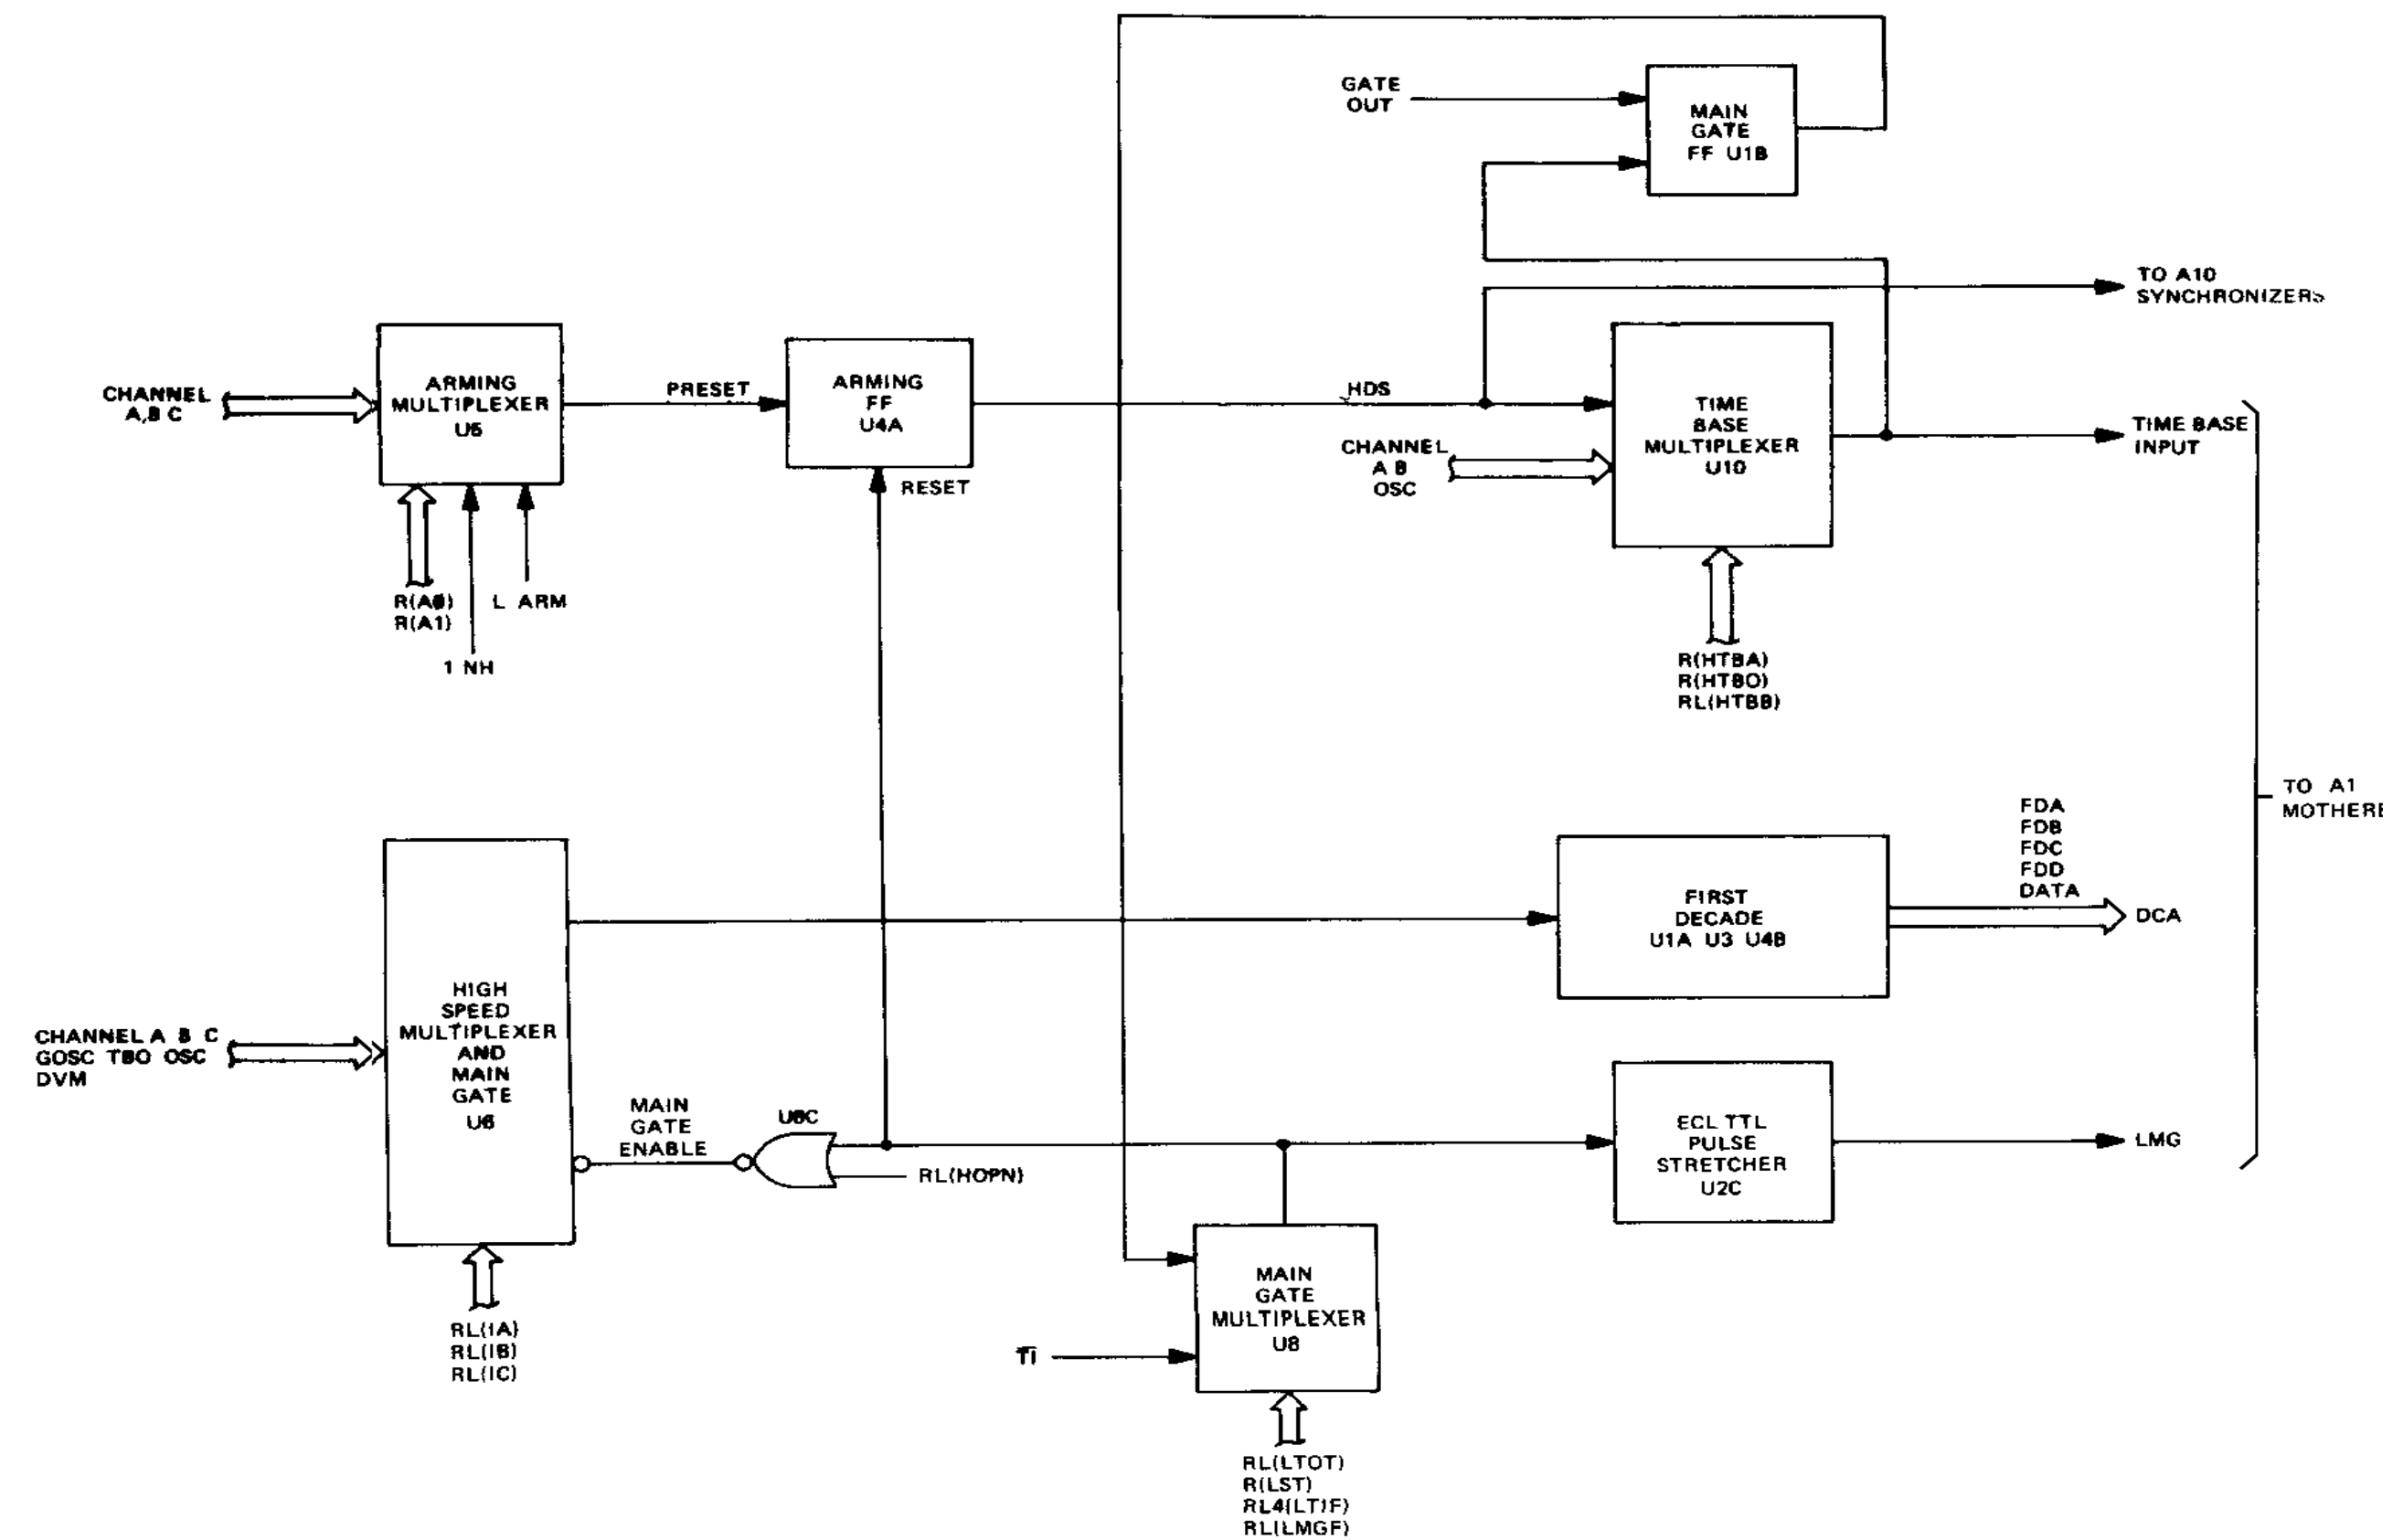 GATE
OUT
MAIN
GATE
FF U1B
TO A10
SYNCHRONIZERS
CHANNEL
A,B C
ARMING
MULTIPLEXER
U5
PRESET
ARMING
FF
U4A
RESET
HDS
CHANNEL
A B
OSC
TIME
BASE
MULTIPLEXER
U10
TIME BASE
INPUT
R(A0)
R(A1)
L ARM
1 NH
R(HTBA)
R(HTBO)
RL(HTBB)
TO A1
MOTHERB
FDA
FDB
FDC
FDD
DATA
DCA
FIRST
DECADE
U1A U3 U4B
HIGH
SPEED
MULTIPLEXER
AND
MAIN
GATE
U6
CHANNEL A B C
GOSC TBO OSC
DVM
MAIN
GATE
ENABLE
U8C
RL(HOPN)
ECL TTL
PULSE
STRETCHER
U2C
LMG
MAIN
GATE
MULTIPLEXER
U8
TI
RL(IA)
RL(IB)
RL(IC)
RL(LTOT)
R(LST)
RL4(LTIF)
RL(LMGF)